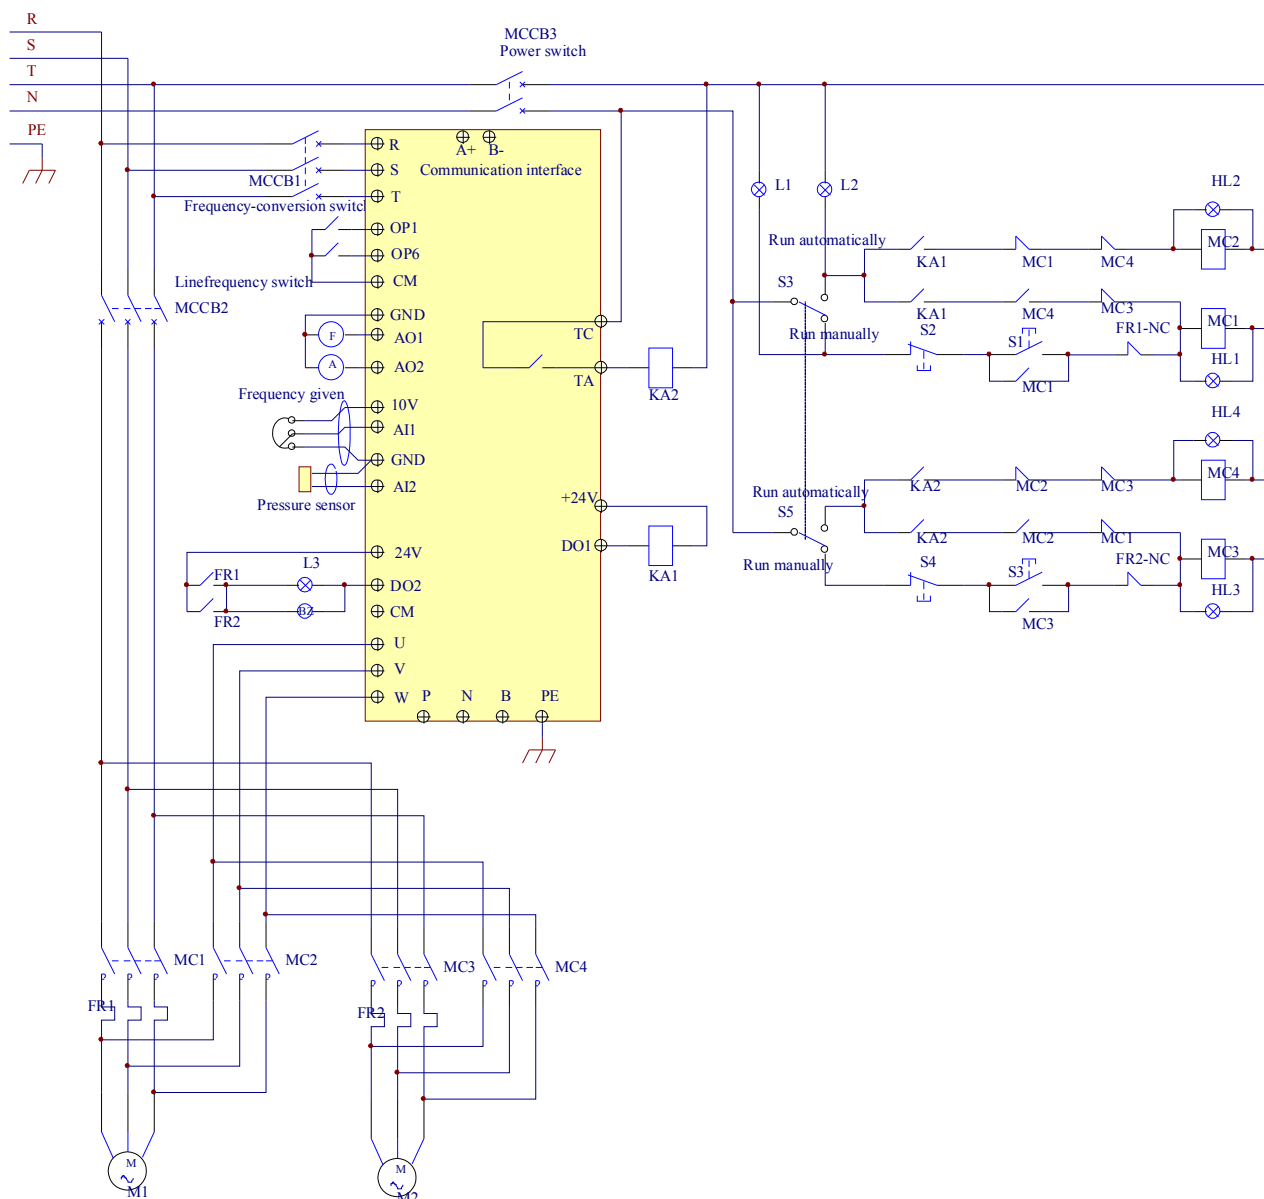 R
MCCB3
S
Power switch
T
N
PE
R
A+
B-
S
Communication interface
MCCB1
T
Frequency-conversion switch
L1
L2
HL2
OP1
Run automatically
MC2
OP6
KA1
MC1
MC4
Linefrequency switch
CM
S3
MCCB2
GND
KA1
MC4
MC3
MC1
F
AO1
TC
Run manually
S2
S1
FR1-NC
A
AO2
TA
HL1
KA2
MC1
Frequency given
10V
HL4
AI1
GND
MC4
AI2
Run automatically
KA2
MC2
MC3
Pressure sensor
+24V
S5
24V
DO1
KA2
MC2
MC1
MC3
L3
Run manually
S4
S3
FR2-NC
FR1
DO2
KA1
HL3
BZ
CM
FR2
MC3
U
V
W
P
N
B
PE
MC1
MC2
MC3
MC4
FR1
FR2
M
M1
M
M2